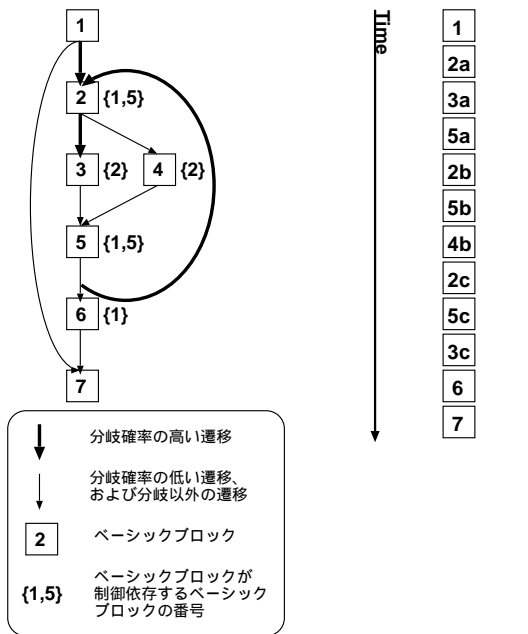 1
2 {1,5}
3 {2} 4 {2}
5 {1,5}
6 {1}
7
分岐確率の高い遷移
分岐確率の低い遷移、
および分岐以外の遷移
2 ベーシックブロック
{1,5} ベーシックブロックが
制御依存するベーシック
ブロックの番号
Time
1
2a
3a
5a
2b
5b
4b
2c
5c
3c
6
7